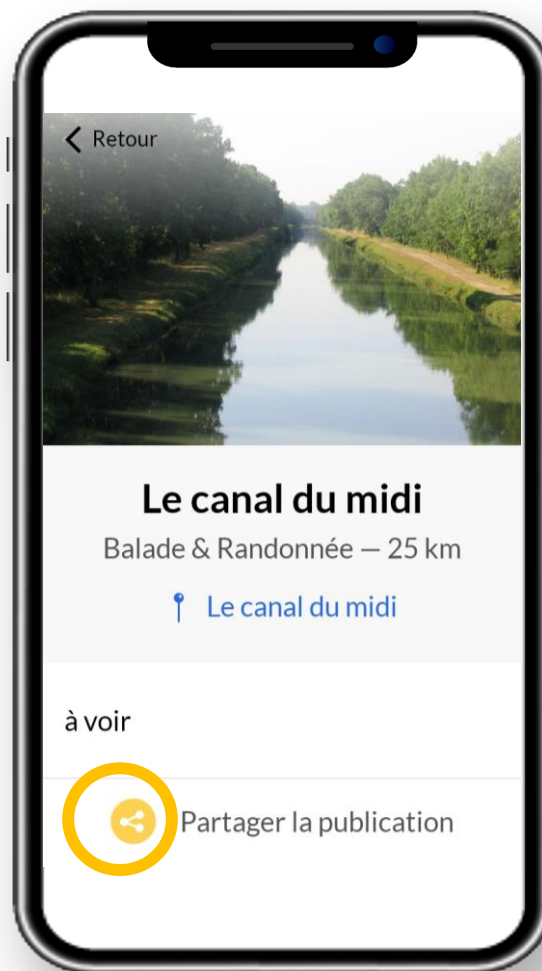 Retour
Le canal du midi
Balade & Randonnée — 25 km
Le canal du midi
à voir
Partager la publication